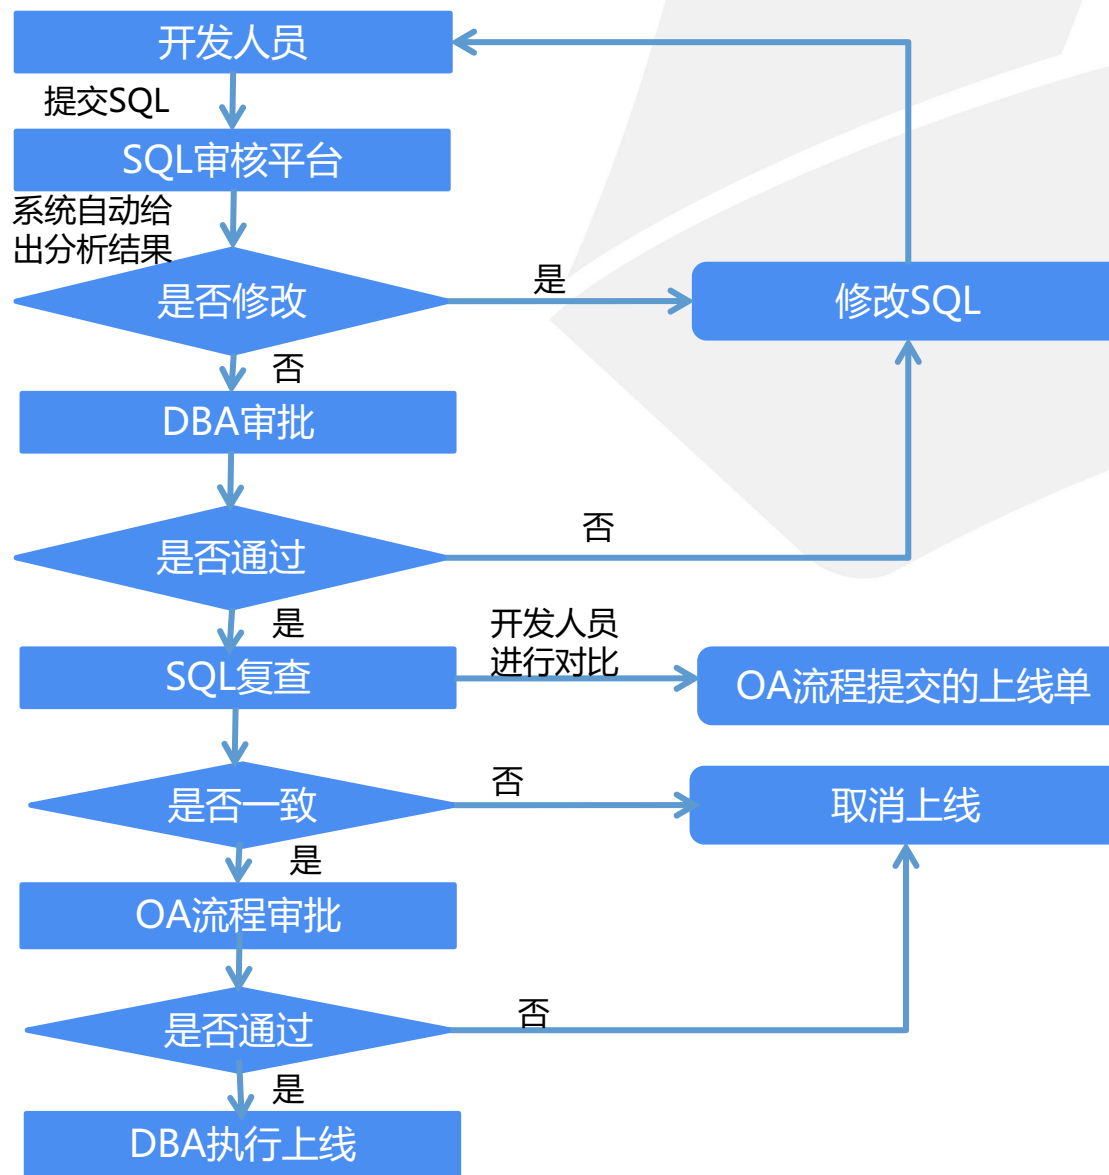 开发人员
提交SQL
SQL审核平台
系统自动给
出分析结果
是否修改
是
修改SQL
否
DBA审批
是否通过
否
是
SQL复查
开发人员
进行对比
OA流程提交的上线单
是否一致
否
取消上线
是
OA流程审批
是否通过
否
是
DBA执行上线